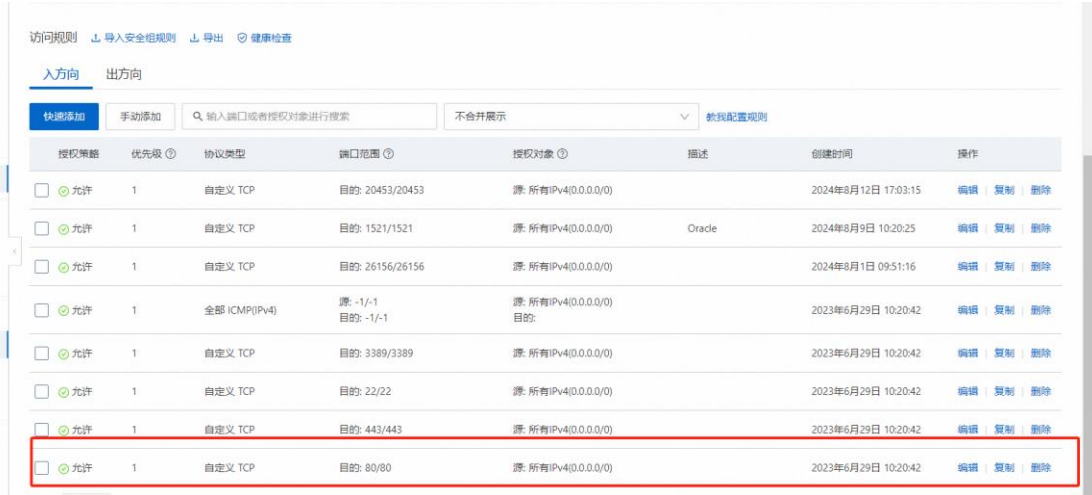 访问规则 导入安全组规则 导出 健康检查
入方向 出方向
快速添加 手动添加 输入端口或者授权对象进行搜索 不合并展示 教我配置规则
授权策略 优先级 协议类型 端口范围 授权对象 描述 创建时间 操作
允许 1 自定义 TCP 目的: 20453/20453 源: 所有IPv4(0.0.0.0/0) 2024年8月12日 17:03:15 编辑 复制 删除
允许 1 自定义 TCP 目的: 1521/1521 源: 所有IPv4(0.0.0.0/0) Oracle 2024年8月9日 10:20:25 编辑 复制 删除
允许 1 自定义 TCP 目的: 26156/26156 源: 所有IPv4(0.0.0.0/0) 2024年8月1日 09:51:16 编辑 复制 删除
允许 1 全部 ICMP(IPv4) 源: -1/-1 源: 所有IPv4(0.0.0.0/0) 2023年6月29日 10:20:42 编辑 复制 删除
目的: -1/-1 目的:
允许 1 自定义 TCP 目的: 3389/3389 源: 所有IPv4(0.0.0.0/0) 2023年6月29日 10:20:42 编辑 复制 删除
允许 1 自定义 TCP 目的: 22/22 源: 所有IPv4(0.0.0.0/0) 2023年6月29日 10:20:42 编辑 复制 删除
允许 1 自定义 TCP 目的: 443/443 源: 所有IPv4(0.0.0.0/0) 2023年6月29日 10:20:42 编辑 复制 删除
允许 1 自定义 TCP 目的: 80/80 源: 所有IPv4(0.0.0.0/0) 2023年6月29日 10:20:42 编辑 复制 删除